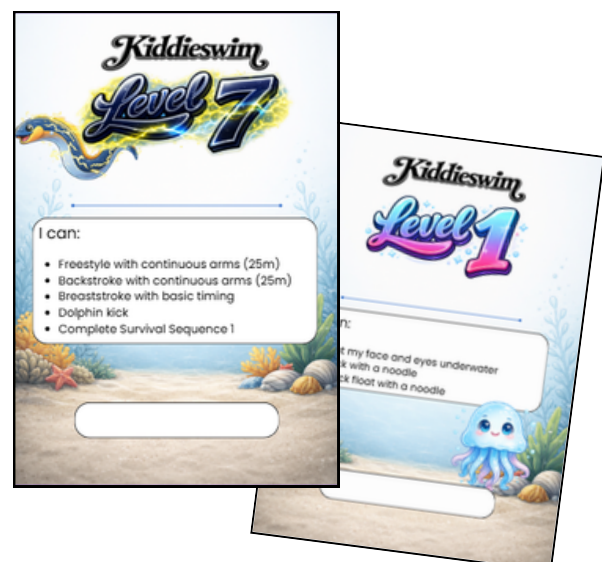 Kiddieswim
Level 7
I can:
Freestyle with continuous arms (25m)
Backstroke with continuous arms (25m)
Breaststroke with basic timing
Dolphin kick
Complete Survival Sequence 1
Kiddieswim
Level 1
my face and eyes underwater
with a noodle
float with a noodle